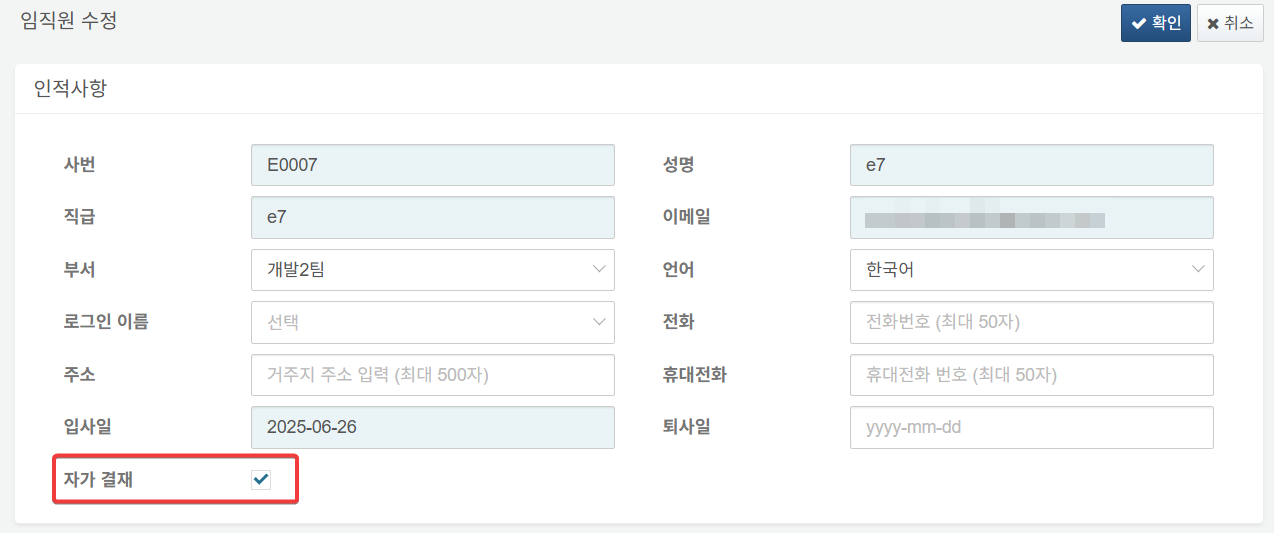 임직원 수정
확인 취소
인적사항
사번 E0007 성명 e7
직급 e7 이메일
부서 개발2팀 언어 한국어
로그인 이름 선택 전화 전화번호 (최대 50자)
주소 거주지 주소 입력 (최대 500자) 휴대전화 휴대전화 번호 (최대 50자)
입사일 2025-06-26 퇴사일 yyyy-mm-dd
자가 결재